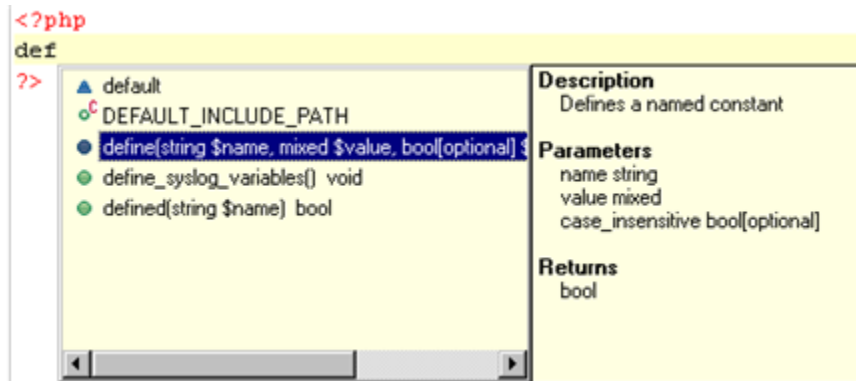 <?php
def
?>
default
DEFAULT_INCLUDE_PATH
define(string $name, mixed $value, bool[optional] $
define_syslog_variables() void
defined(string $name) bool
Description
Defines a named constant
Parameters
name string
value mixed
case_insensitive bool[optional]
Returns
bool